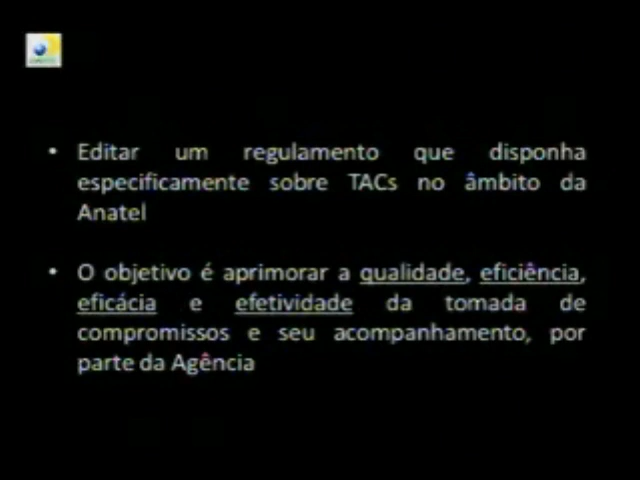 • Editar um regulamento que disponha
especificamente sobre TACs no âmbito da
Anatel
• O objetivo é aprimorar a qualidade, eficiência,
eficácia e efetividade da tomada de
compromissos e seu acompanhamento, por
parte da Agência